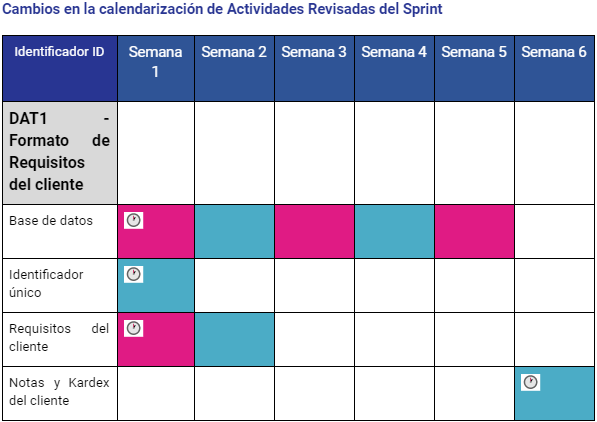 Cambios en la calendarización de Actividades Revisadas del Sprint
Identificador ID
Semana
1
Semana 2
Semana 3
Semana 4
Semana 5
Semana 6
DAT1 -
Formato de
Requisitos
del cliente
Base de datos
Identificador
único
Requisitos del
cliente
Notas y Kardex
del cliente